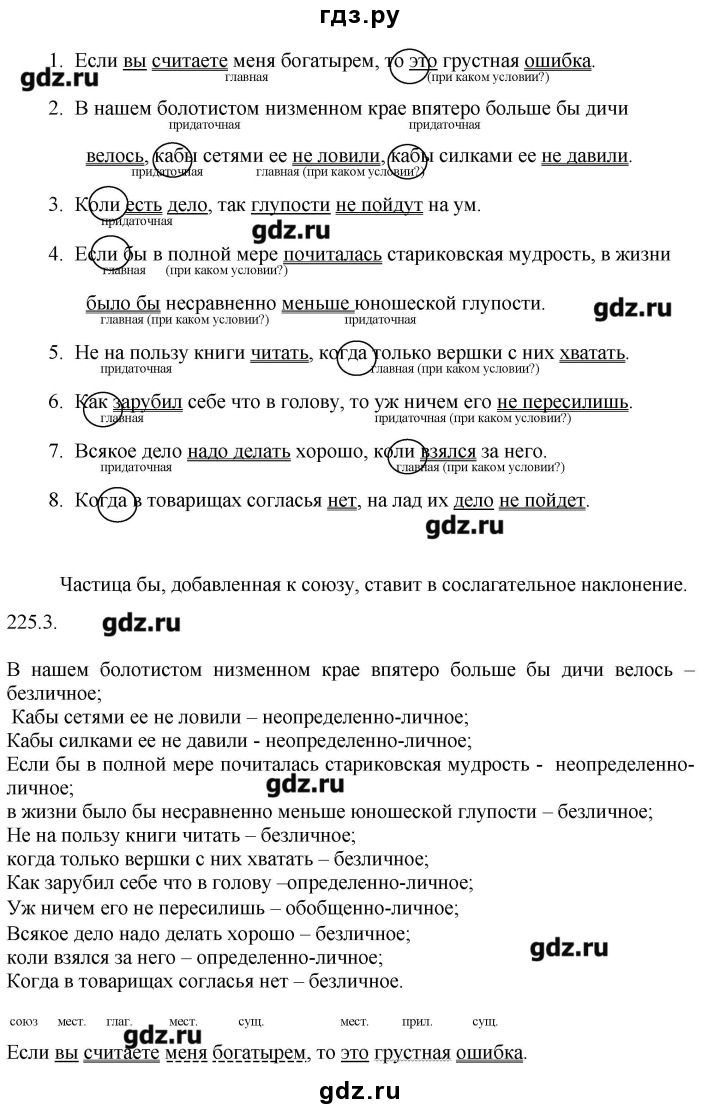 гдз.ру
1. Если вы считаете меня богатырем, то это грустная ошибка.
gdz.ru
главная (при каком условии?)
2. В нашем болотистом низменном крае впятеро больше бы дичи
придаточная придаточная
велось, кабы сетями ее не ловили, кабы силками ее не давили.
придаточная главная (при каком условии?)
3. Коли есть дело, так глупости не пойдут на ум.
придаточная
gdz.ru
4. Если бы в полной мере почиталась стариковская мудрость, в жизни
главная (при каком условии?)
было бы несравненно меньше юношеской глупости.
gdz.ru
главная (при каком условии?) придаточная
5. Не на пользу книги читать, когда только вершки с них хватать.
придаточная главная (при каком условии?)
6. Как зарубил себе что в голову, то уж ничем его не пересилишь.
главная придаточная (при каком условии?)
7. Всякое дело надо делать хорошо, коли взялся за него.
придаточная главная (при каком условии?)
8. Когда в товарищах согласья нет, на лад их дело не пойдет.
gdz.ru
Частица бы, добавленная к союзу, ставит в сослагательное наклонение.
225.3.
gdz.ru
В нашем болотистом низменном крае впятеро больше бы дичи велось –
безличное;
Кабы сетями ее не ловили – неопределенно-личное;
Кабы силками ее не давили - неопределенно-личное;
Если бы в полной мере почиталась стариковская мудрость - неопределенно-
личное;
gdz.ru
в жизни было бы несравненно меньше юношеской глупости – безличное;
Не на пользу книги читать – безличное;
когда только вершки с них хватать – безличное;
Как зарубил себе что в голову –определенно-личное;
Уж ничем его не пересилишь – обобщенно-личное;
Всякое дело надо делать хорошо – безличное;
gdz.ru
коли взялся за него – определенно-личное;
Когда в товарищах согласья нет – безличное.
союз мест. глаг. мест. сущ. мест. прил. сущ.
gdz.ru
Если вы считаете меня богатырем, то это грустная ошибка.
gdz.ru